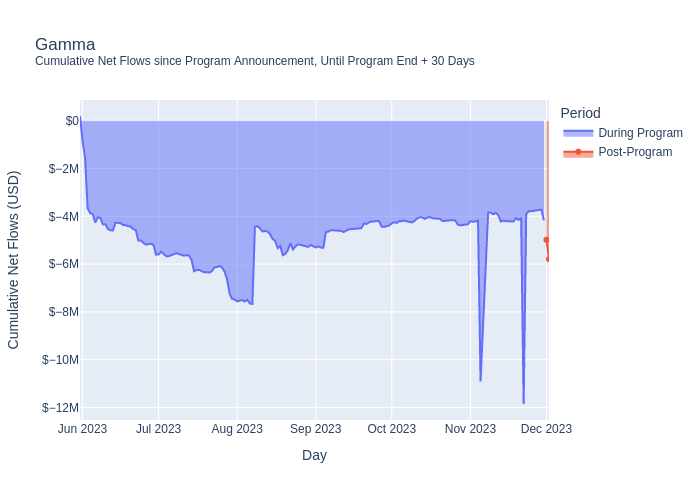 Gamma
Cumulative Net Flows since Program Announcement, Until Program End + 30 Days
Period
During Program
Post-Program
$0
$−2M
$−4M
$−6M
$−8M
$−10M
$−12M
Cumulative Net Flows (USD)
Jun 2023 Jul 2023 Aug 2023 Sep 2023 Oct 2023 Nov 2023 Dec 2023
Day